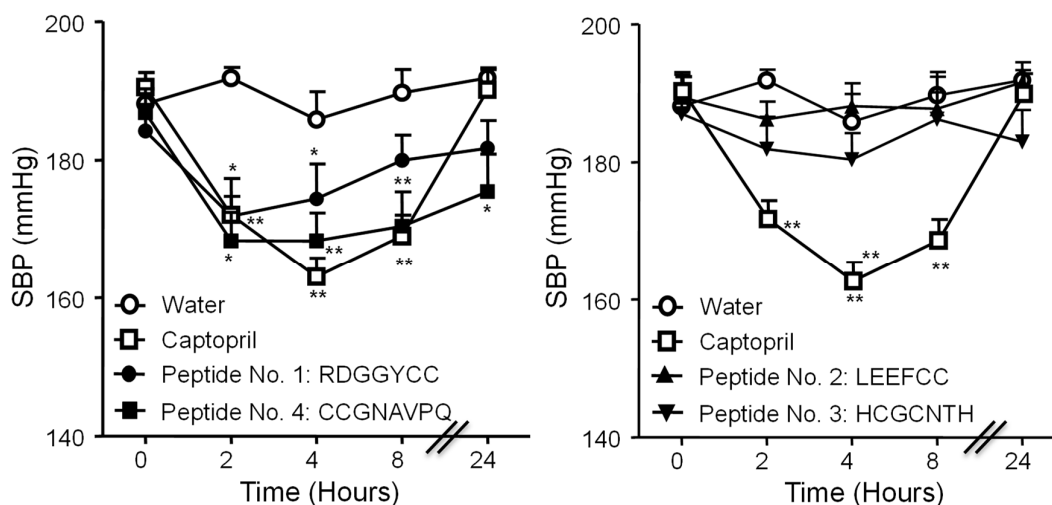 200
180
160
140
SBP (mmHg)
*
**
*
*
**
**
**
**
*
Water
Captopril
Peptide No. 1: RDGGYCC
Peptide No. 4: CCGNAVPQ
0 2 4 8 24
Time (Hours)
200
180
160
140
SBP (mmHg)
**
**
**
**
Water
Captopril
Peptide No. 2: LEEFCC
Peptide No. 3: HCGCNTH
0 2 4 8 24
Time (Hours)